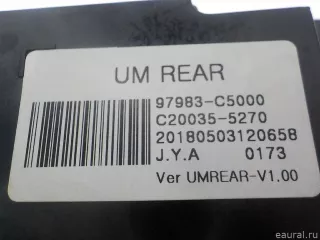 UM REAR
97983-C5000
C20035-5270
20180503120658
J.Y.A 0173
Ver UMREAR-V1.00
eaural.ru